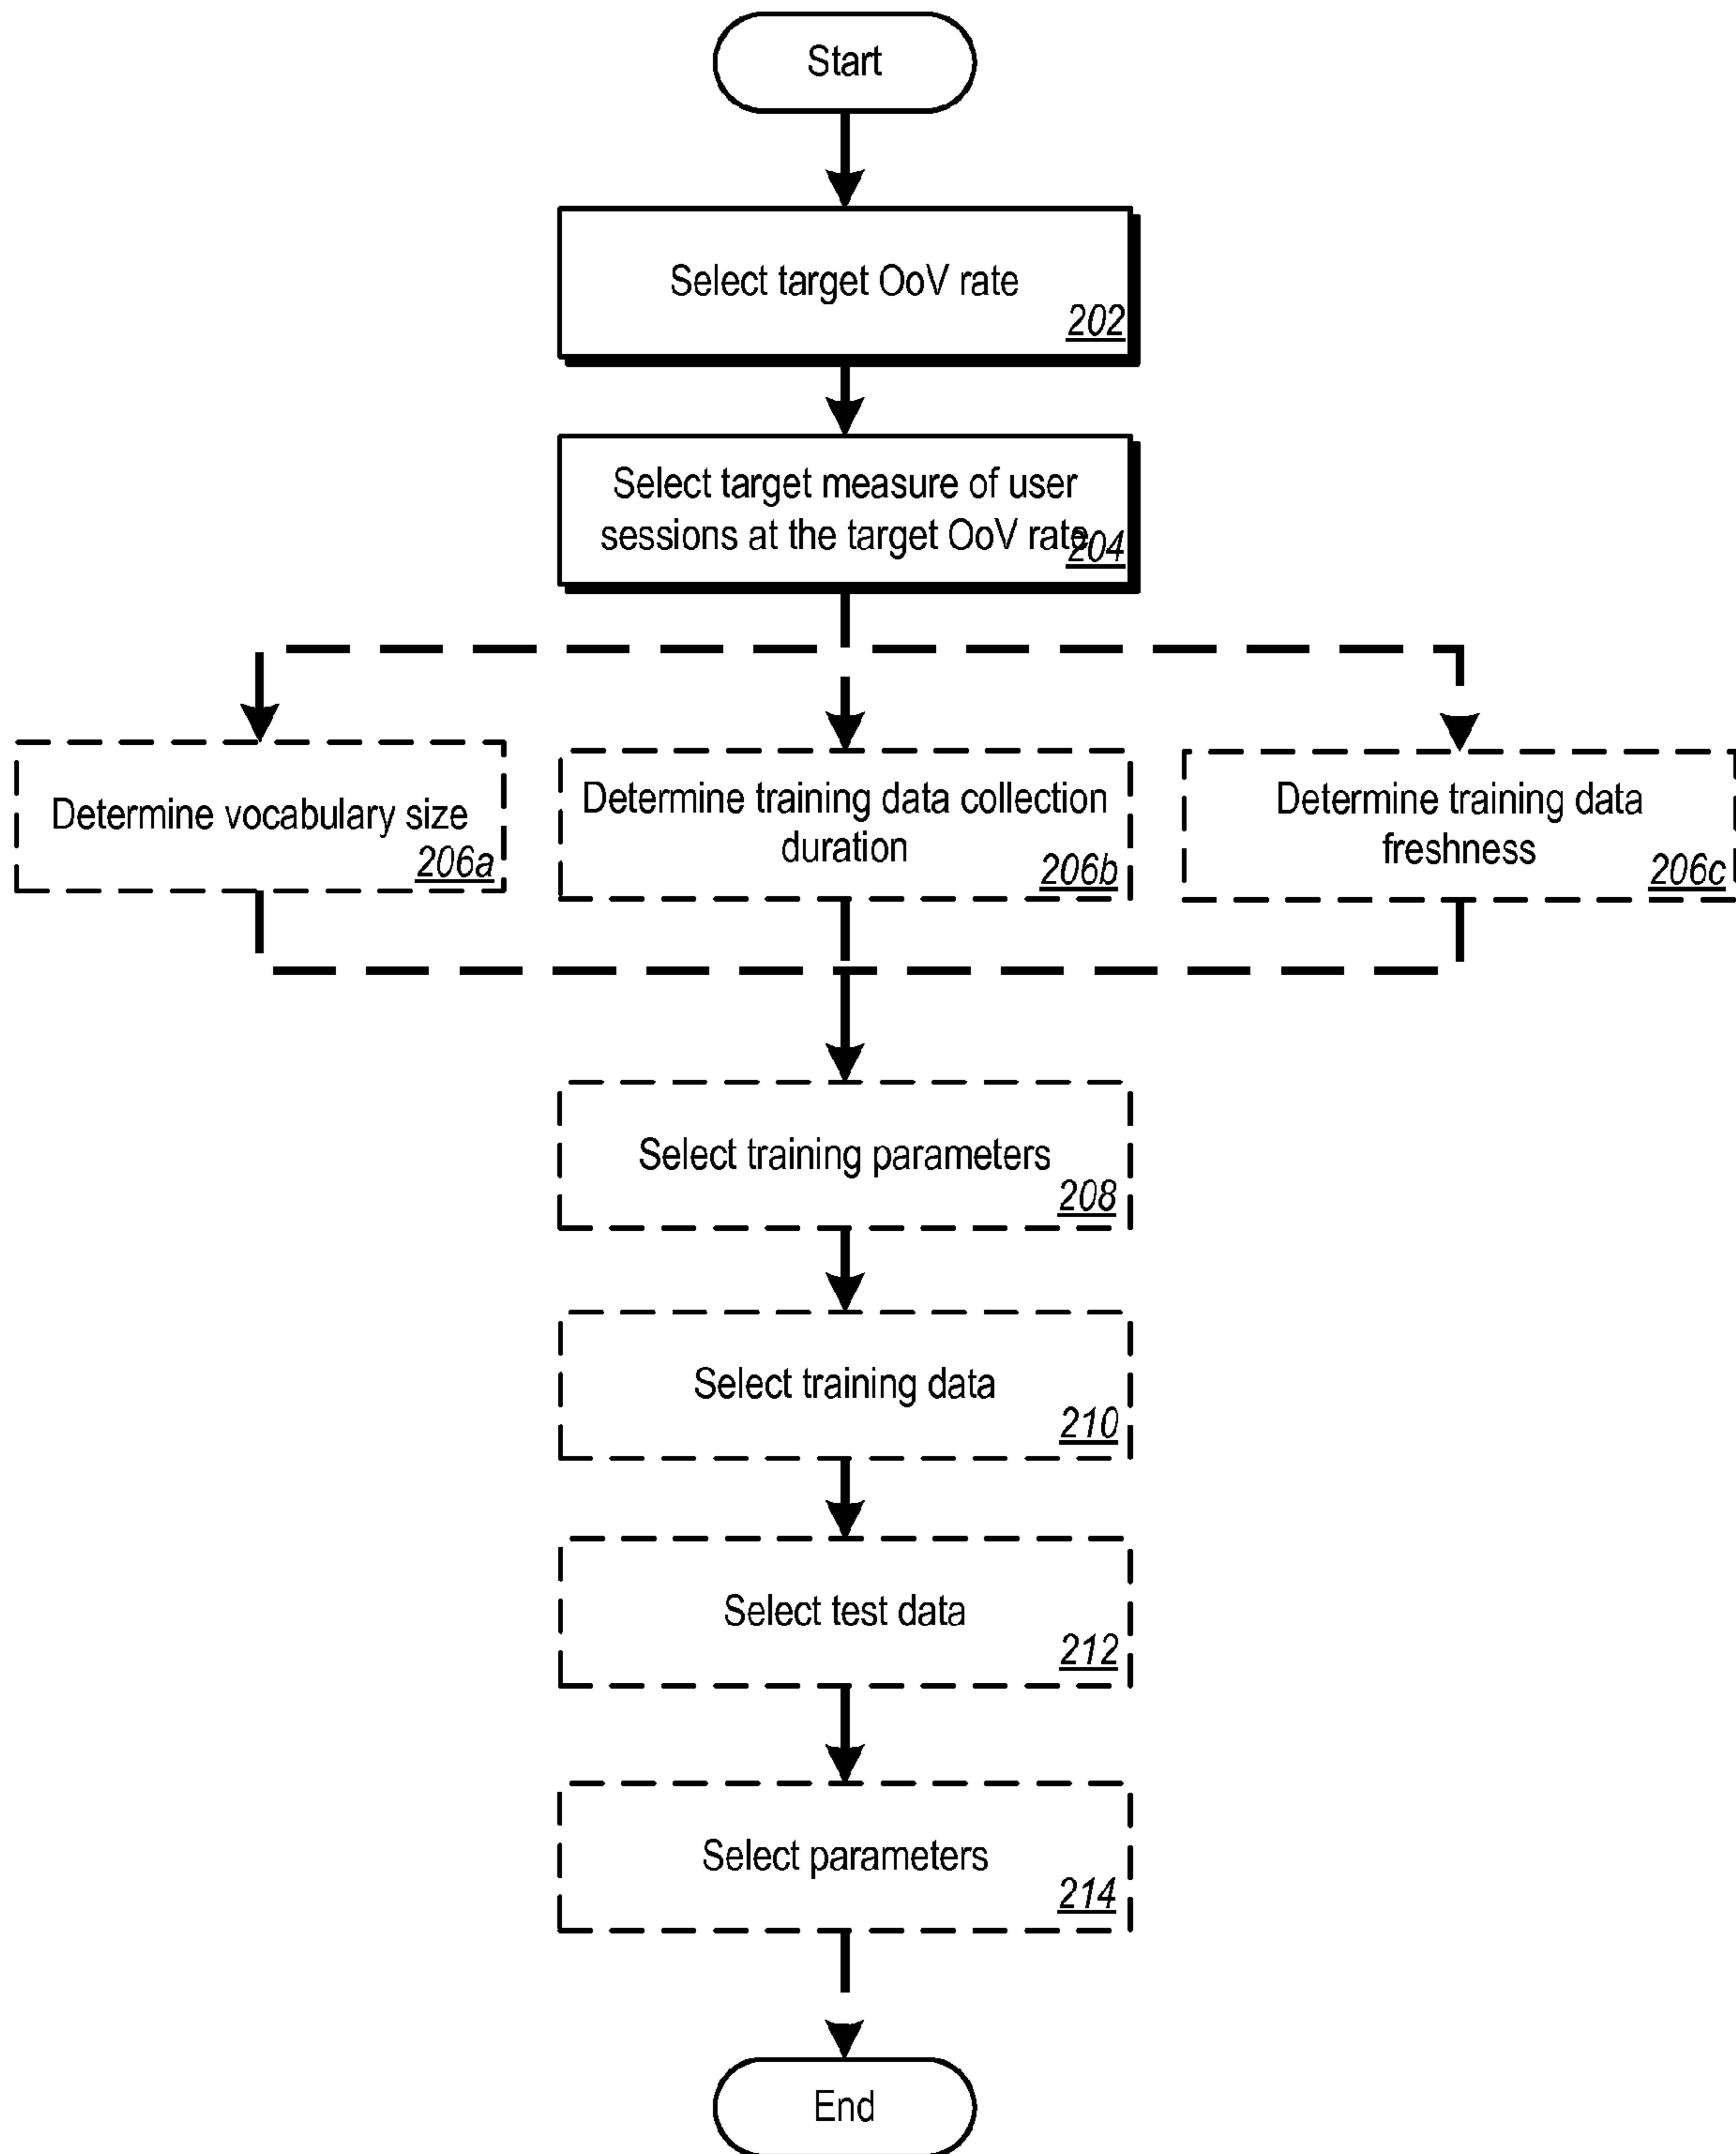 Start
Select target OoV rate
202
Select target measure of user
sessions at the target OoV rate
204
Determine vocabulary size
206a
Determine training data collection
duration
206b
Determine training data
freshness
206c
Select training parameters
208
Select training data
210
Select test data
212
Select parameters
214
End